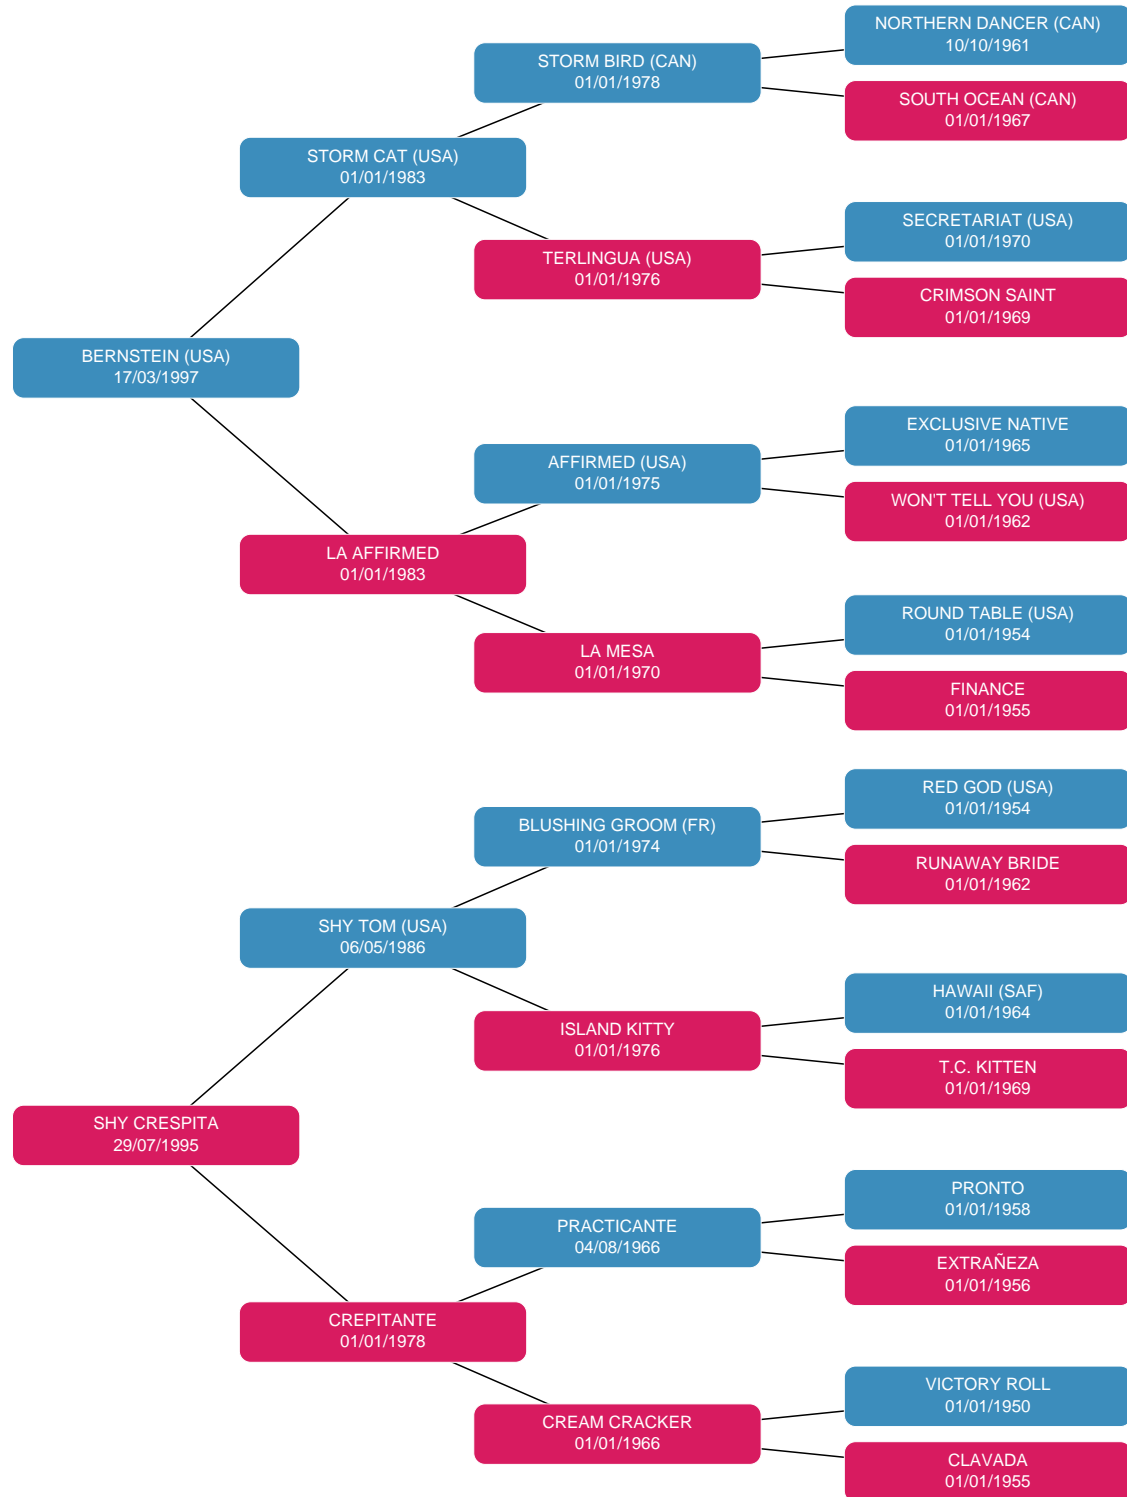 NORTHERN DANCER (CAN)
10/10/1961
STORM BIRD (CAN)
01/01/1978
SOUTH OCEAN (CAN)
01/01/1967
STORM CAT (USA)
01/01/1983
SECRETARIAT (USA)
01/01/1970
TERLINGUA (USA)
01/01/1976
CRIMSON SAINT
01/01/1969
BERNSTEIN (USA)
17/03/1997
EXCLUSIVE NATIVE
01/01/1965
AFFIRMED (USA)
01/01/1975
WON'T TELL YOU (USA)
01/01/1962
LA AFFIRMED
01/01/1983
ROUND TABLE (USA)
01/01/1954
LA MESA
01/01/1970
FINANCE
01/01/1955
RED GOD (USA)
01/01/1954
BLUSHING GROOM (FR)
01/01/1974
RUNAWAY BRIDE
01/01/1962
SHY TOM (USA)
06/05/1986
HAWAII (SAF)
01/01/1964
ISLAND KITTY
01/01/1976
T.C. KITTEN
01/01/1969
SHY CRESPITA
29/07/1995
PRONTO
01/01/1958
PRACTICANTE
04/08/1966
EXTRAÑEZA
01/01/1956
CREPITANTE
01/01/1978
VICTORY ROLL
01/01/1950
CREAM CRACKER
01/01/1966
CLAVADA
01/01/1955